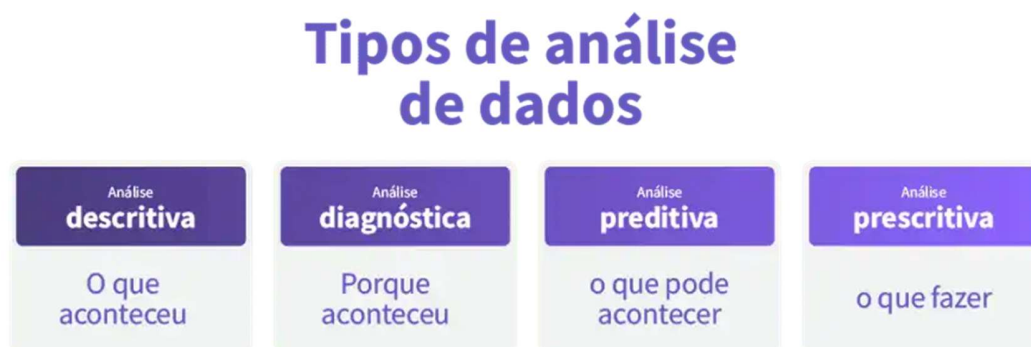 Tipos de análise
de dados
Análise
descritiva
O que
aconteceu
Análise
diagnóstica
Porque
aconteceu
Análise
preditiva
o que pode
acontecer
Análise
prescritiva
o que fazer